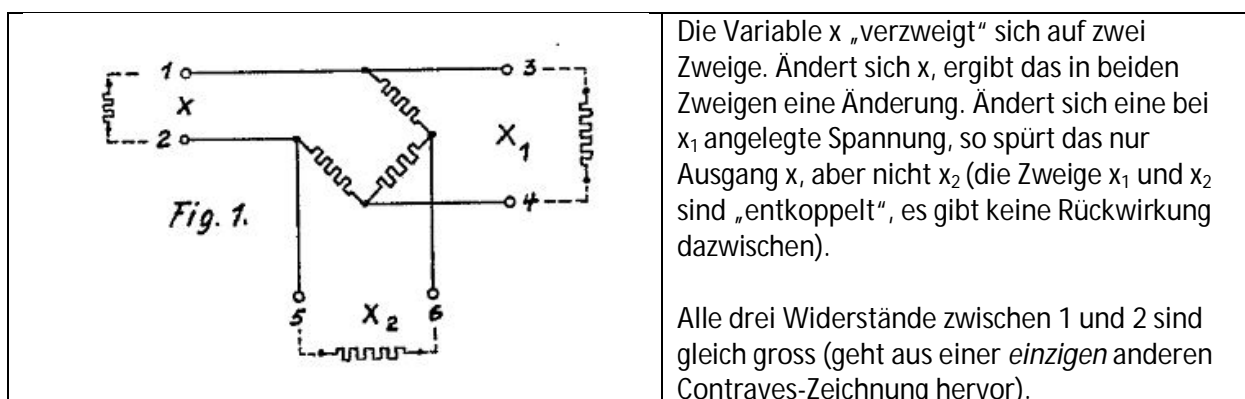 1
3
X
X₁
2
4
Fig. 1.
5
X₂
6
Die Variable x „verzweigt“ sich auf zwei
Zweige. Ändert sich x, ergibt das in beiden
Zweigen eine Änderung. Ändert sich eine bei
x₁ angelegte Spannung, so spürt das nur
Ausgang x, aber nicht x₂ (die Zweige x₁ und x₂
sind „entkoppelt“, es gibt keine Rückwirkung
dazwischen).
Alle drei Widerstände zwischen 1 und 2 sind
gleich gross (geht aus einer einzigen anderen
Contraves-Zeichnung hervor).